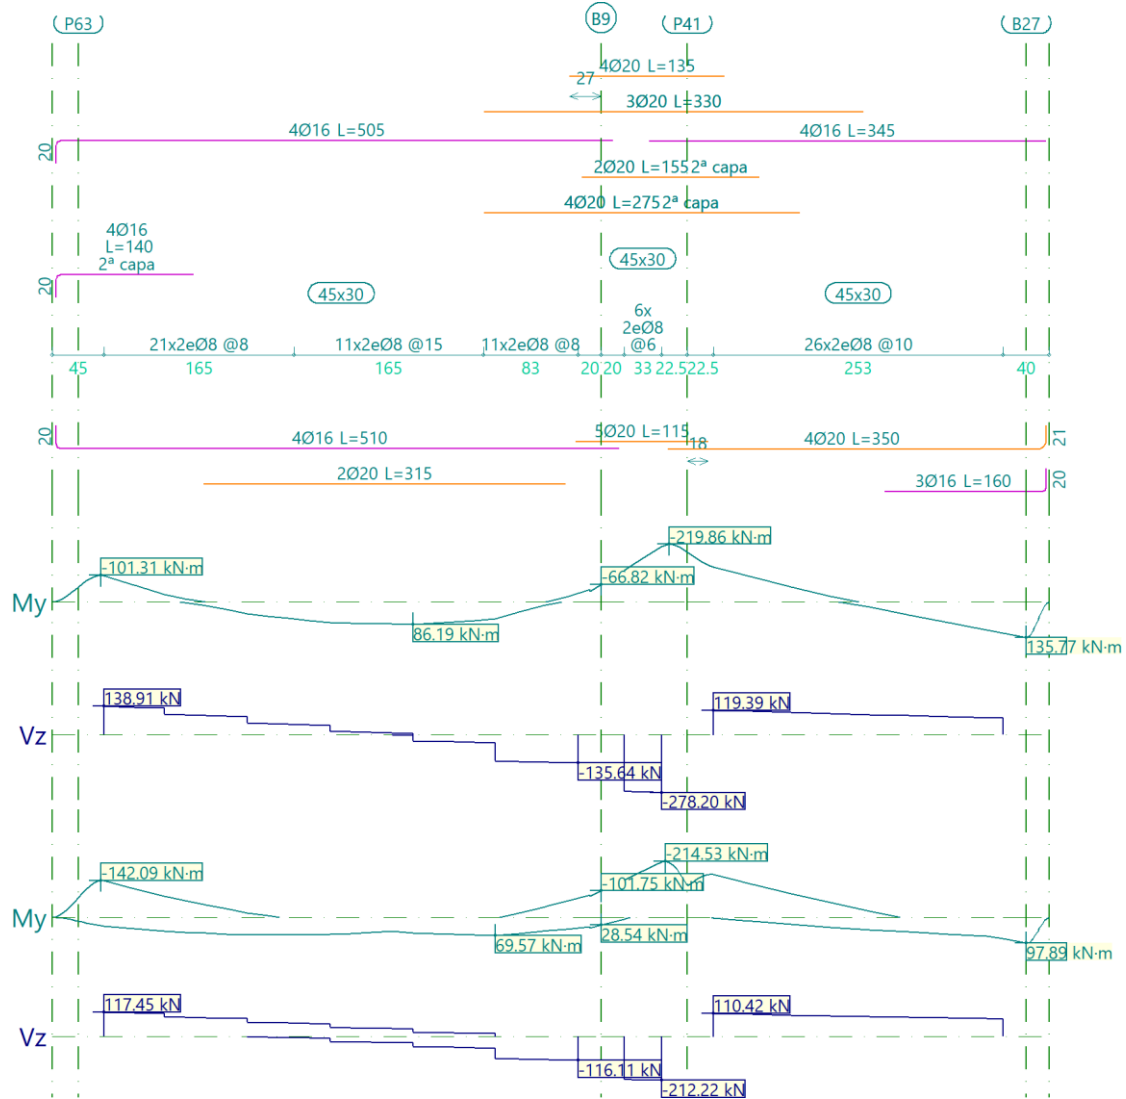 P63
B9
P41
B27
4Ø20 L=135
27
3Ø20 L=330
4Ø16 L=505
4Ø16 L=345
20
2Ø20 L=155 2ª capa
4Ø20 L=275 2ª capa
4Ø16
L=140
2ª capa
20
45x30
45x30
45x30
6x
2eØ8
@6
21x2eØ8 @8
11x2eØ8 @15
11x2eØ8 @8
26x2eØ8 @10
45
165
165
83
20
20
33
22.5
22.5
253
40
20
4Ø16 L=510
5Ø20 L=115
18
4Ø20 L=350
21
2Ø20 L=315
3Ø16 L=160
20
-219.86 kN·m
-101.31 kN·m
-66.82 kN·m
My
86.19 kN·m
135.77 kN·m
138.91 kN
119.39 kN
Vz
-135.64 kN
-278.20 kN
-214.53 kN·m
-142.09 kN·m
-101.75 kN·m
My
28.54 kN·m
69.57 kN·m
97.89 kN·m
117.45 kN
110.42 kN
Vz
-116.11 kN
-212.22 kN